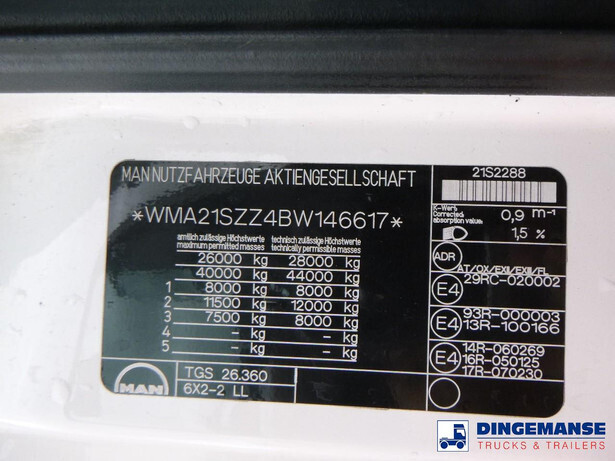 MAN NUTZFAHRZEUGE AKTIENGESELLSCHAFT
*WMA21SZZ4BW146617*
amtlich zulässige Höchstwerte technisch zulässige Höchstwerte
maximum permitted masses technically permissible masses
26000 kg 28000 kg
40000 kg 44000 kg
1 8000 kg 8000 kg
2 11500 kg 12000 kg
3 7500 kg 8000 kg
4 – kg – kg
5 – kg – kg
MAN
TGS 26.360
6X2-2 LL
21S2288
K-Wert
Corrected absorption value: 0,9 m-1
1,5 %
ADR
AT/OX/EXII/EXIII/FL
E4 29RC-020002
E4 93R-000003
13R-100166
E4 14R-060269
16R-050125
17R-070230
DINGEMANSE
TRUCKS & TRAILERS